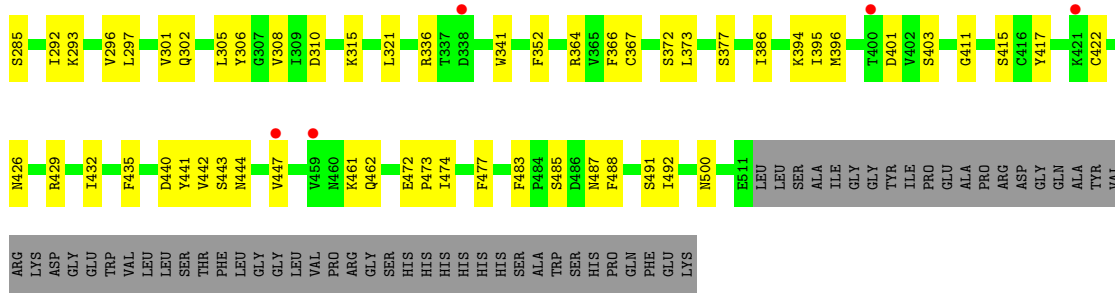 S285 I292 K293 V296 L297 V301 Q302 L305 Y306 G307 V308 I309 D310 K315 L321 R336 T337 D338 W341 F352 R364 V365 F366 C367 S372 L373 S377 I386 K394 I395 M396 T400 D401 V402 S403 G411 S415 C416 Y417 K421 C422
N426 R429 I432 F435 D440 Y441 V442 S443 N444 V447 V459 N460 K461 Q462 E472 P473 I474 F477 F483 P484 S485 D486 N487 F488 S491 I492 N500 E511 LEU LEU SER ALA ILE GLY GLY TYR ILE PRO GLU ALA PRO ARG ASP GLY GLN ALA TYR VAL
ARG LYS ASP GLY GLU TRP VAL LEU LEU SER THR PHE LEU GLY GLY LEU VAL PRO ARG GLY SER HIS HIS HIS HIS HIS HIS SER ALA TRP SER HIS PRO GLN PHE GLU LYS